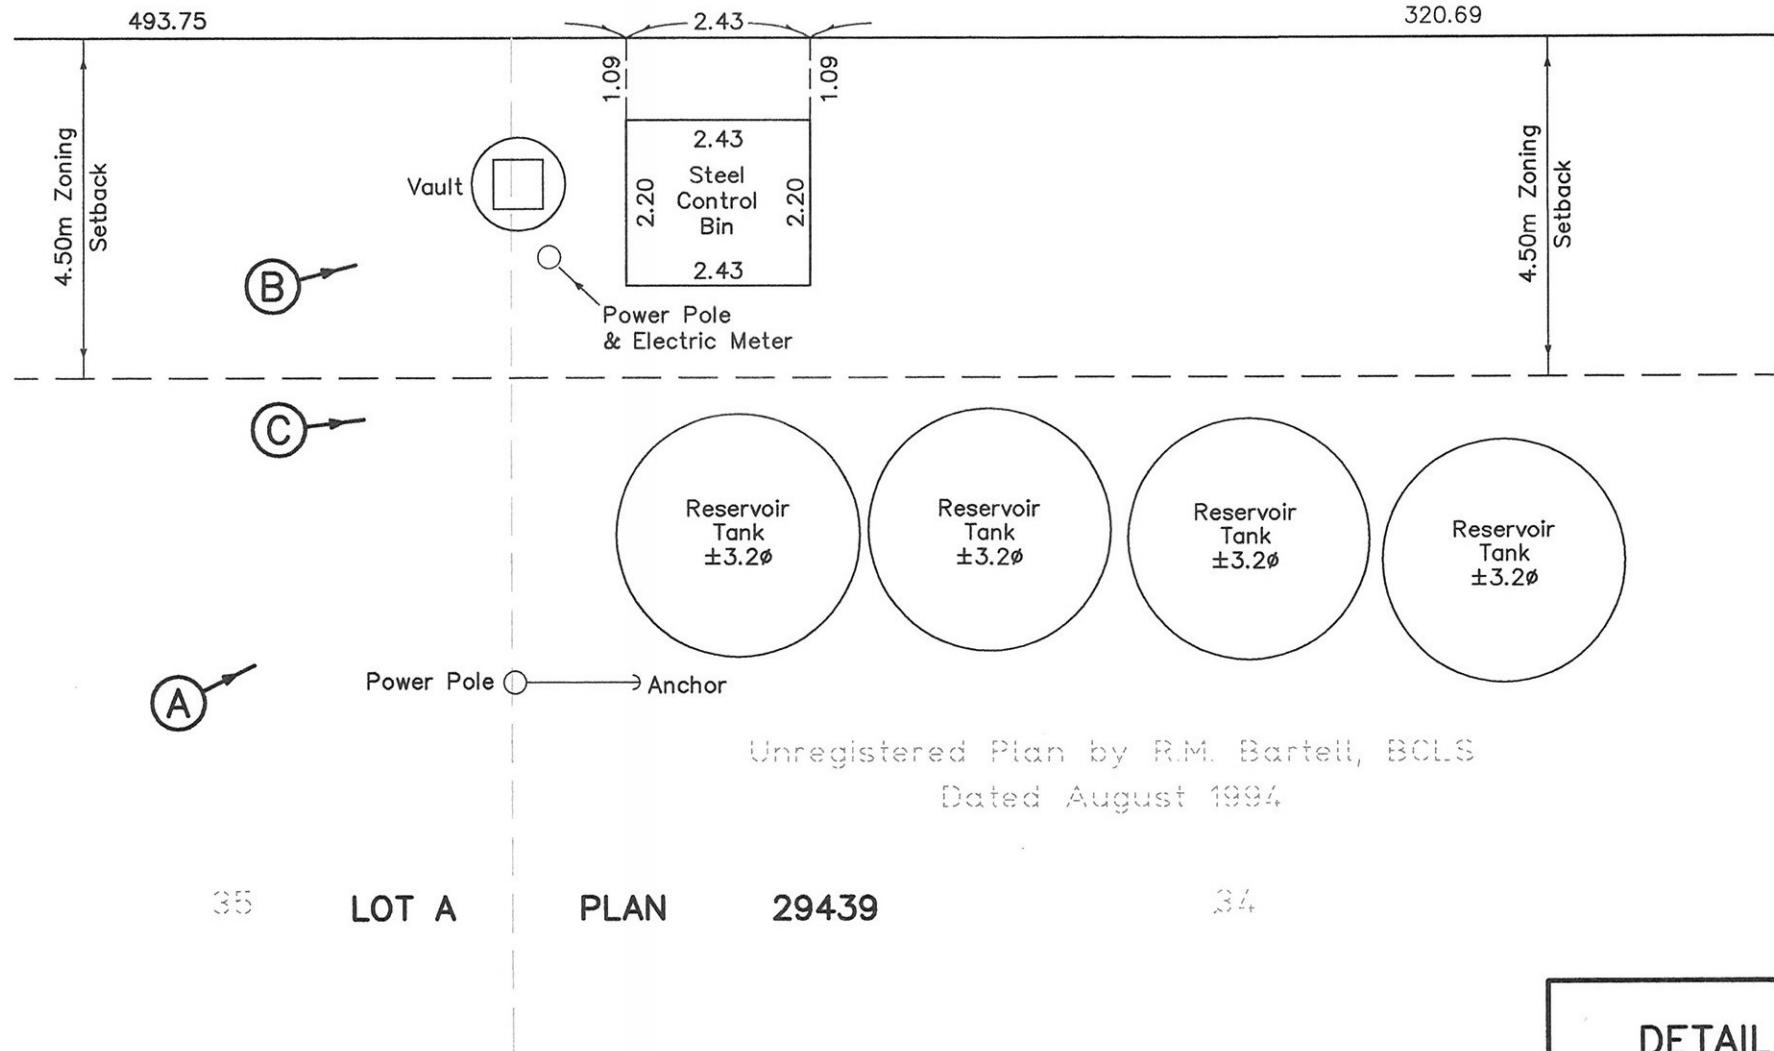 493.75
2.43
320.69
1.09
1.09
4.50m Zoning
Setback
2.43
Steel
Control
Bin
2.20
2.20
2.43
Vault
4.50m Zoning
Setback
B
Power Pole
& Electric Meter
C
Reservoir
Tank
±3.2ø
Reservoir
Tank
±3.2ø
Reservoir
Tank
±3.2ø
Reservoir
Tank
±3.2ø
A
Power Pole
Anchor
Unregistered Plan by R.M. Bartell, BCLS
Dated August 1994
35
LOT A PLAN 29439
34
DETAIL